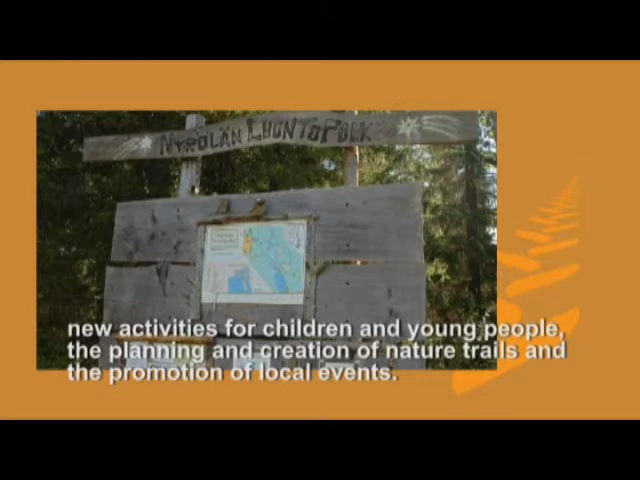 NYRÖLÄN LUONTOPOLKU
new activities for children and young people,
the planning and creation of nature trails and
the promotion of local events.